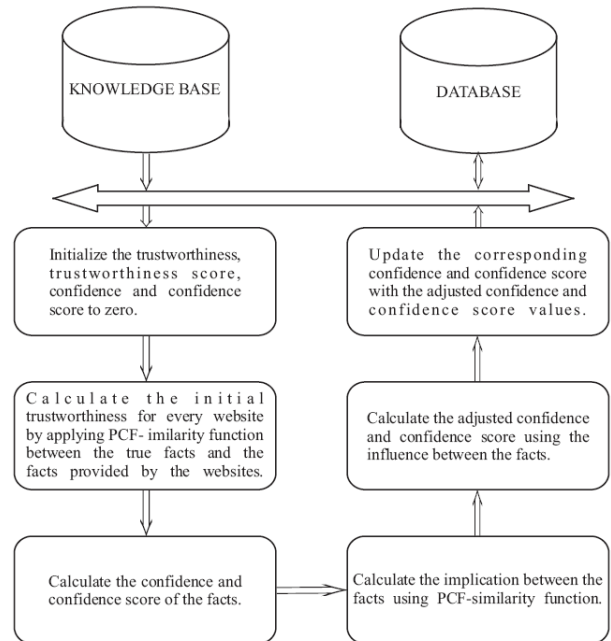 KNOWLEDGE BASE
DATABASE
Initialize the trustworthiness,
trustworthiness score,
confidence and confidence
score to zero.
Calculate the initial
trustworthiness for every website
by applying PCF- imilarity function
between the true facts and the
facts provided by the websites.
Calculate the confidence and
confidence score of the facts.
Calculate the implication between the
facts using PCF-similarity function.
Calculate the adjusted confidence
and confidence score using the
influence between the facts.
Update the corresponding
confidence and confidence score
with the adjusted confidence and
confidence score values.